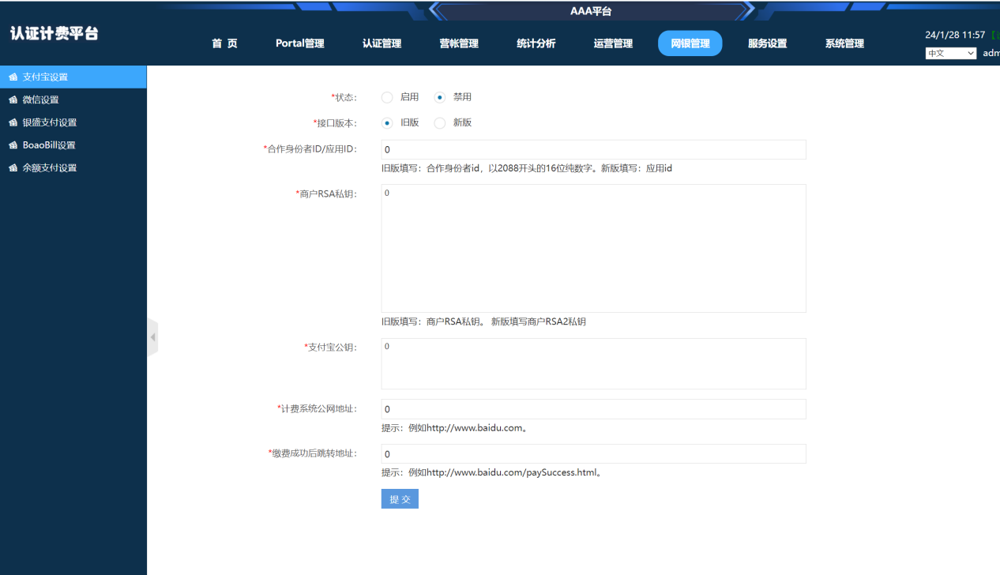 AAA平台
认证计费平台
首 页 Portal管理 认证管理 营帐管理 统计分析 运营管理 网银管理 服务设置 系统管理
24/1/28 11:57
中文 adm
支付宝设置
微信设置
银盛支付设置
BoaoBill设置
余额支付设置
*状态: 启用 禁用
*接口版本: 旧版 新版
*合作身份者ID/应用ID: 0
旧版填写：合作身份者id，以2088开头的16位纯数字。新版填写：应用id
*商户RSA私钥: 0
旧版填写：商户RSA私钥。 新版填写商户RSA2私钥
*支付宝公钥: 0
*计费系统公网地址: 0
提示：例如http://www.baidu.com。
*缴费成功后跳转地址: 0
提示：例如http://www.baidu.com/paySuccess.html。
提 交